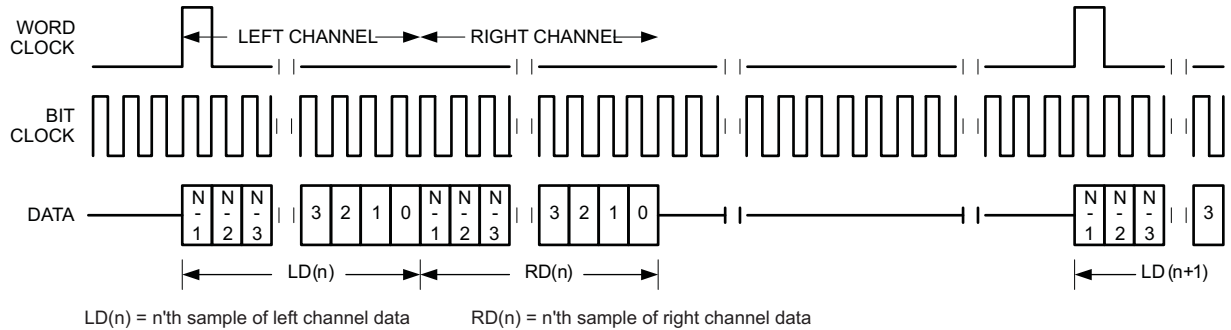 WORD
CLOCK
LEFT CHANNEL
RIGHT CHANNEL
BIT
CLOCK
DATA
N-1 N-2 N-3 3 2 1 0 N-1 N-2 N-3 3 2 1 0 N-1 N-2 N-3 3
LD(n)
RD(n)
LD(n+1)
LD(n) = n'th sample of left channel data
RD(n) = n'th sample of right channel data